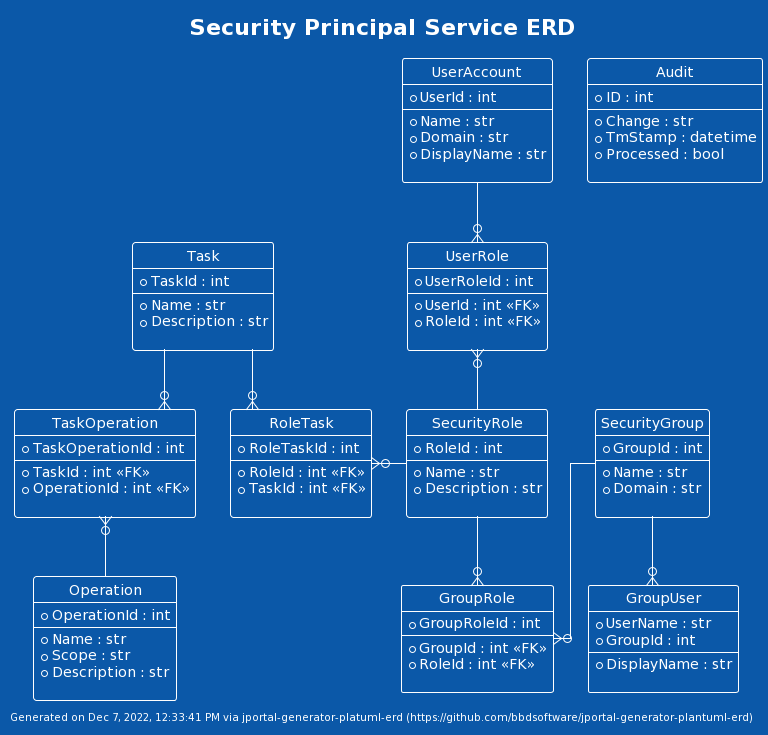 Security Principal Service ERD
UserAccount
UserId : int
Name : str
Domain : str
DisplayName : str
Audit
ID : int
Change : str
TmStamp : datetime
Processed : bool
Task
TaskId : int
Name : str
Description : str
UserRole
UserRoleId : int
UserId : int «FK»
RoleId : int «FK»
TaskOperation
TaskOperationId : int
TaskId : int «FK»
OperationId : int «FK»
RoleTask
RoleTaskId : int
RoleId : int «FK»
TaskId : int «FK»
SecurityRole
RoleId : int
Name : str
Description : str
SecurityGroup
GroupId : int
Name : str
Domain : str
Operation
OperationId : int
Name : str
Scope : str
Description : str
GroupRole
GroupRoleId : int
GroupId : int «FK»
RoleId : int «FK»
GroupUser
UserName : str
GroupId : int
DisplayName : str
Generated on Dec 7, 2022, 12:33:41 PM via jportal-generator-platuml-erd (https://github.com/bbdsoftware/jportal-generator-plantuml-erd)